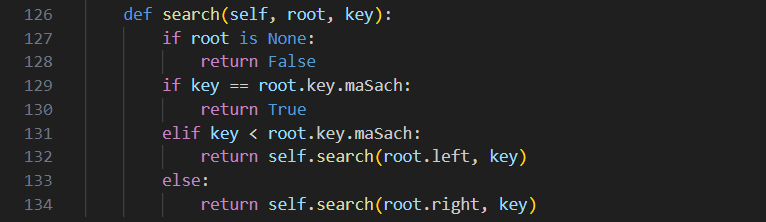 126 def search(self, root, key):
127 if root is None:
128 return False
129 if key == root.key.maSach:
130 return True
131 elif key < root.key.maSach:
132 return self.search(root.left, key)
133 else:
134 return self.search(root.right, key)